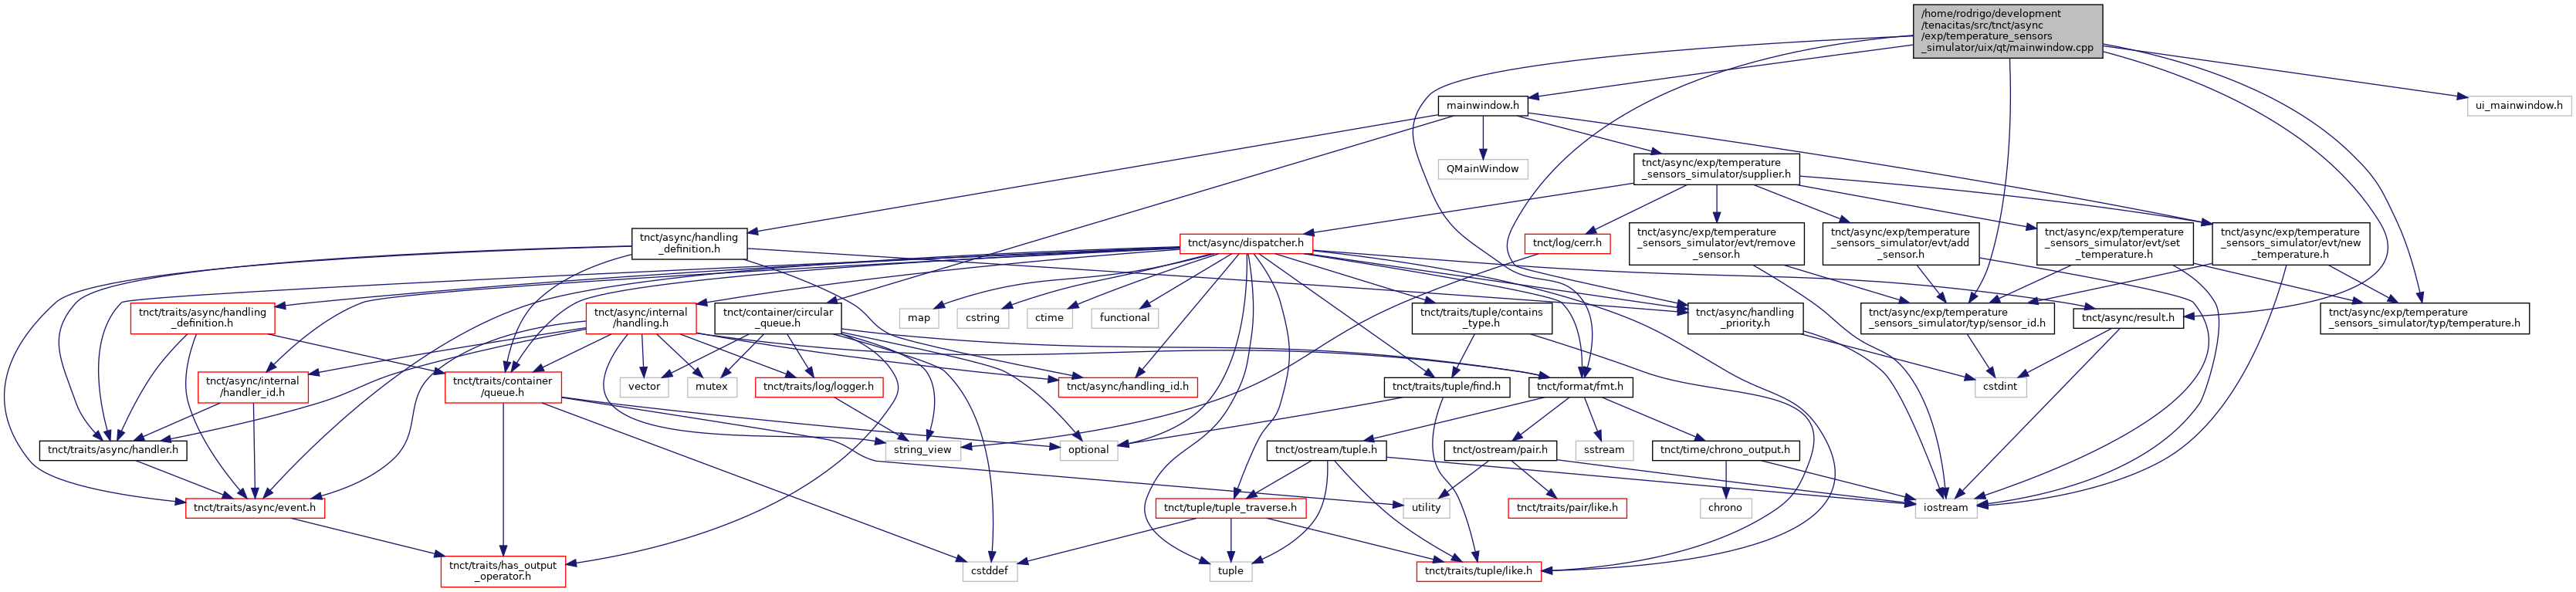 /home/rodrigo/development
/tenacitas/src/tnct/async
/exp/temperature_sensors
_simulator/uix/qt/mainwindow.cpp
mainwindow.h
ui_mainwindow.h
QMainWindow
tnct/async/exp/temperature
_sensors_simulator/supplier.h
tnct/async/handling
_definition.h
tnct/async/dispatcher.h
tnct/log/cerr.h
tnct/async/exp/temperature
_sensors_simulator/evt/remove
_sensor.h
tnct/async/exp/temperature
_sensors_simulator/evt/add
_sensor.h
tnct/async/exp/temperature
_sensors_simulator/evt/set
_temperature.h
tnct/async/exp/temperature
_sensors_simulator/evt/new
_temperature.h
tnct/traits/async/handling
_definition.h
tnct/async/internal
/handling.h
tnct/container/circular
_queue.h
map
cstring
ctime
functional
tnct/traits/tuple/contains
_type.h
tnct/async/handling
_priority.h
tnct/async/exp/temperature
_sensors_simulator/typ/sensor_id.h
tnct/async/result.h
tnct/async/exp/temperature
_sensors_simulator/typ/temperature.h
tnct/async/internal
/handler_id.h
tnct/traits/container
/queue.h
vector
mutex
tnct/traits/log/logger.h
tnct/async/handling_id.h
tnct/traits/tuple/find.h
tnct/format/fmt.h
cstdint
tnct/traits/async/handler.h
string_view
optional
tnct/ostream/tuple.h
tnct/ostream/pair.h
sstream
tnct/time/chrono_output.h
tnct/traits/async/event.h
tnct/tuple/tuple_traverse.h
utility
tnct/traits/pair/like.h
chrono
iostream
tnct/traits/has_output
_operator.h
cstddef
tuple
tnct/traits/tuple/like.h